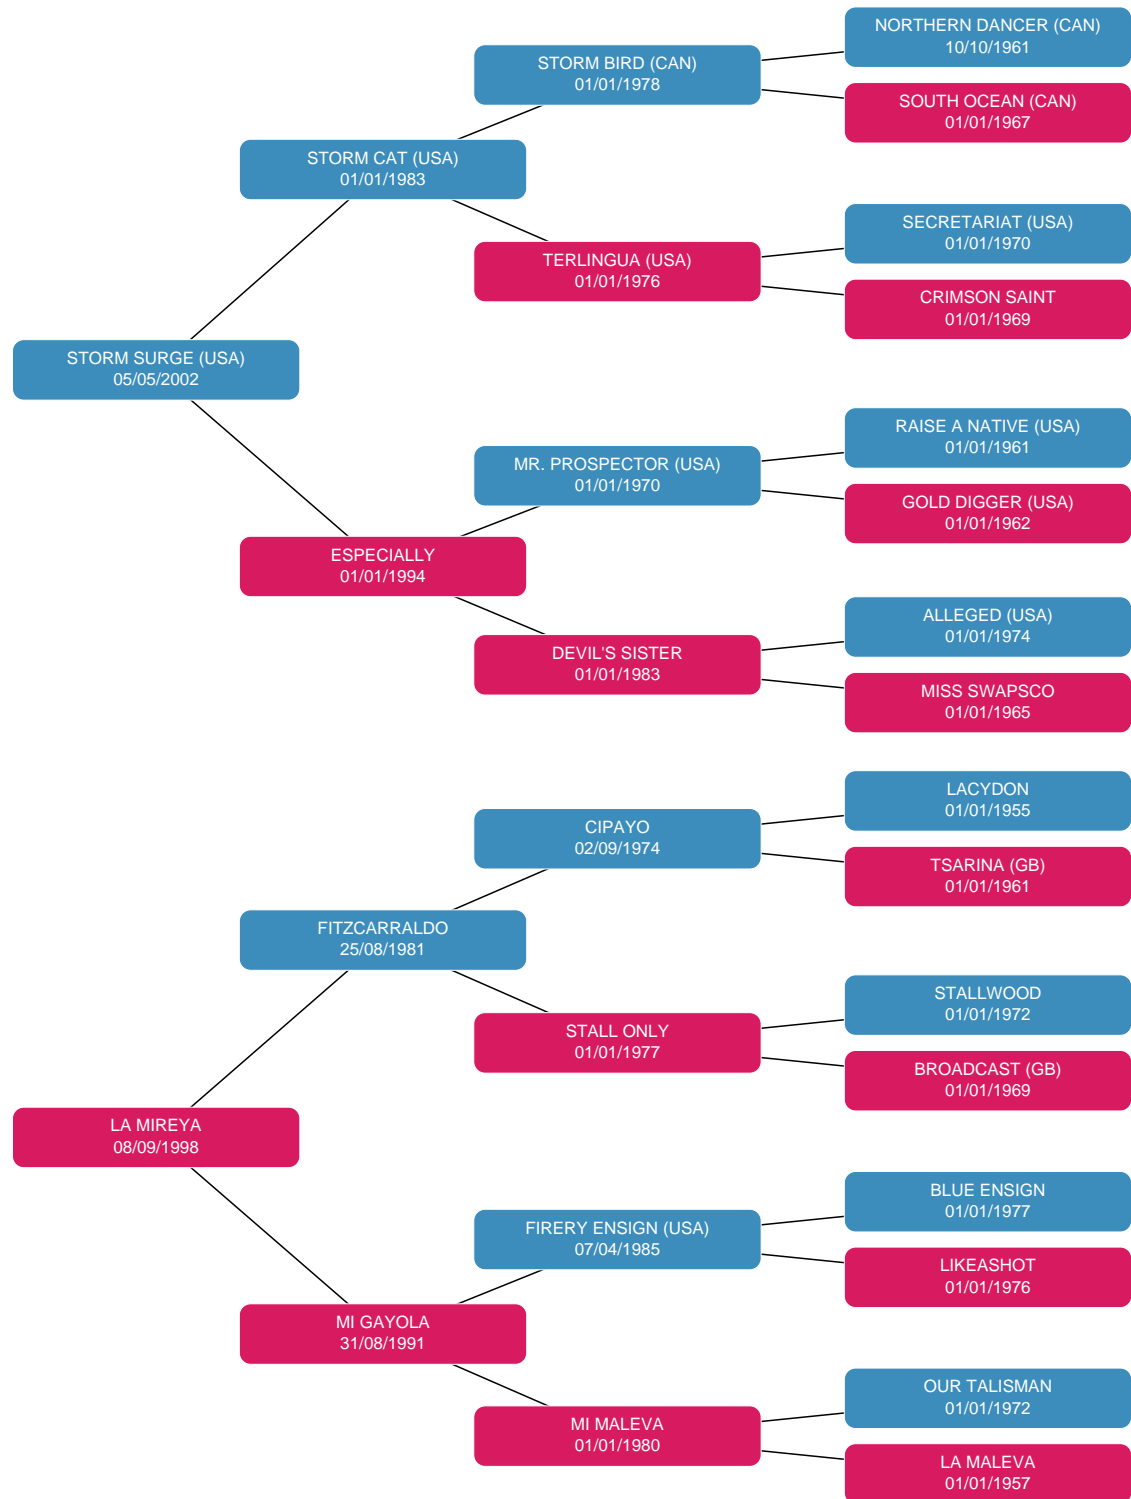 NORTHERN DANCER (CAN)
10/10/1961
STORM BIRD (CAN)
01/01/1978
SOUTH OCEAN (CAN)
01/01/1967
STORM CAT (USA)
01/01/1983
SECRETARIAT (USA)
01/01/1970
TERLINGUA (USA)
01/01/1976
CRIMSON SAINT
01/01/1969
STORM SURGE (USA)
05/05/2002
RAISE A NATIVE (USA)
01/01/1961
MR. PROSPECTOR (USA)
01/01/1970
GOLD DIGGER (USA)
01/01/1962
ESPECIALLY
01/01/1994
ALLEGED (USA)
01/01/1974
DEVIL'S SISTER
01/01/1983
MISS SWAPSCO
01/01/1965
LACYDON
01/01/1955
CIPAYO
02/09/1974
TSARINA (GB)
01/01/1961
FITZCARRALDO
25/08/1981
STALLWOOD
01/01/1972
STALL ONLY
01/01/1977
BROADCAST (GB)
01/01/1969
LA MIREYA
08/09/1998
BLUE ENSIGN
01/01/1977
FIRERY ENSIGN (USA)
07/04/1985
LIKEASHOT
01/01/1976
MI GAYOLA
31/08/1991
OUR TALISMAN
01/01/1972
MI MALEVA
01/01/1980
LA MALEVA
01/01/1957